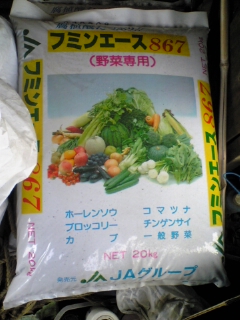 フミンエース867
(野菜専用)
ホーレンソウ コマツナ
ブロッコリー チンゲンサイ
カブ 一般野菜
NET 20kg
JAグループ
JA フミンエース867
NET 20kg
フミンエース867